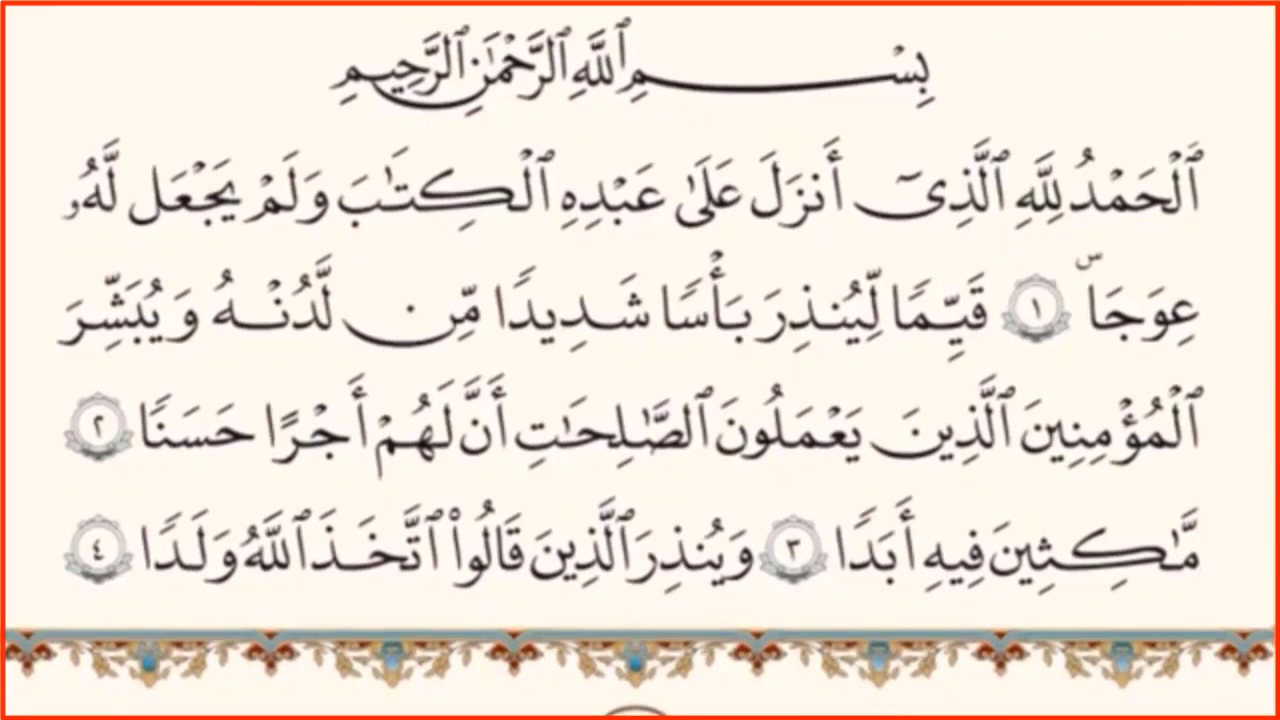 بِسْمِ ٱللَّهِ ٱلرَّحْمَٰنِ ٱلرَّحِيمِ
ٱلْحَمْدُ لِلَّهِ ٱلَّذِىٓ أَنزَلَ عَلَىٰ عَبْدِهِ ٱلْكِتَٰبَ وَلَمْ يَجْعَل لَّهُۥ
عِوَجَاۜ ١ قَيِّمًا لِّيُنذِرَ بَأْسًا شَدِيدًا مِّن لَّدُنْهُ وَيُبَشِّرَ
ٱلْمُؤْمِنِينَ ٱلَّذِينَ يَعْمَلُونَ ٱلصَّٰلِحَٰتِ أَنَّ لَهُمْ أَجْرًا حَسَنًا ٢
مَّٰكِثِينَ فِيهِ أَبَدًا ٣ وَيُنذِرَ ٱلَّذِينَ قَالُوا۟ ٱتَّخَذَ ٱللَّهُ وَلَدًا ٤